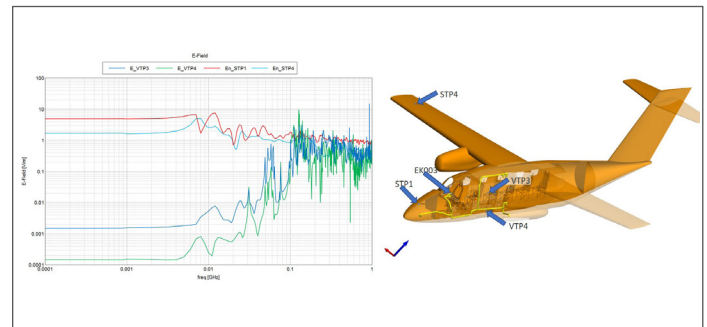 E-Field
E_VTP3 E_VTP4 En_STP1 En_STP4
100
10
1
0.1
0.01
0.001
0.0001
E-Field [V/m]
0.0001 0.001 0.01 0.1 1
freq [GHz]
STP4
EK003
STP1
VTP3
VTP4